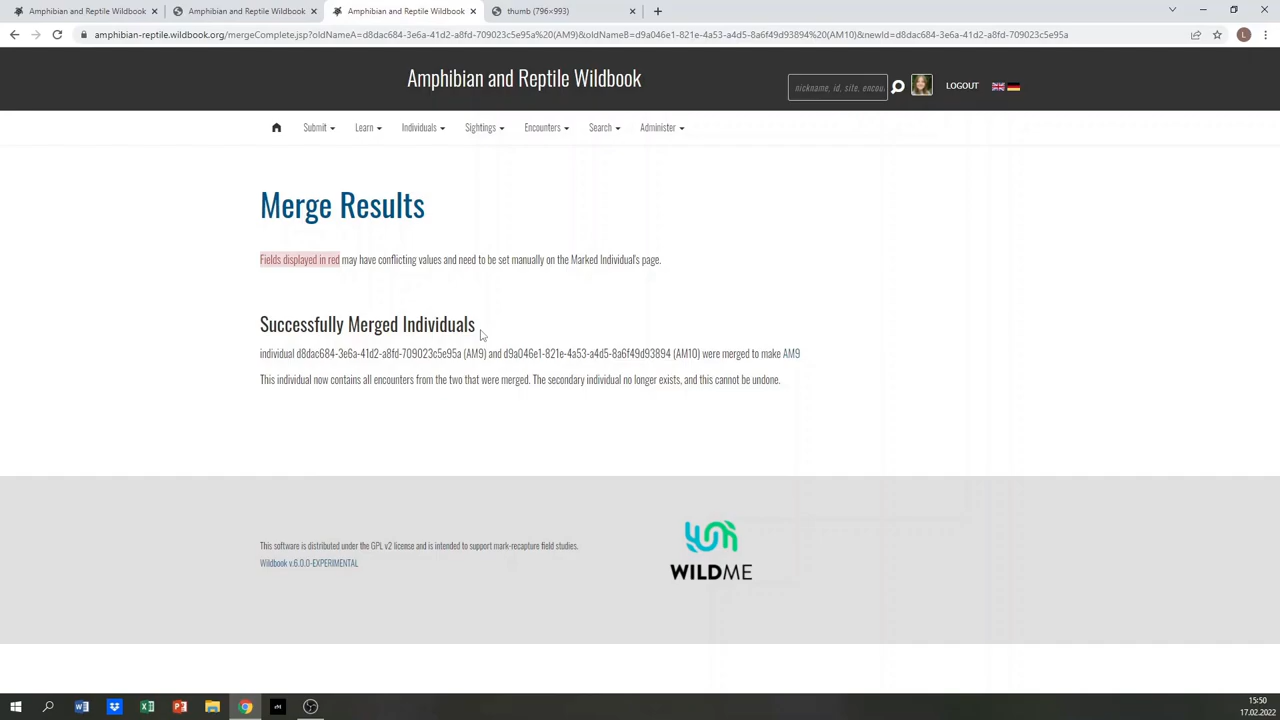 Amphibian and Reptile Wildbook
Amphibian and Reptile Wildbook
Amphibian and Reptile Wildbook
thumb (796×993)
amphibian-reptile.wildbook.org/mergeComplete.jsp?oldNameA=d8dac684-3e6a-41d2-a8fd-709023c5e95a%20(AM9)&oldNameB=d9a046e1-821e-4a53-a4d5-8a6f49d93894%20(AM10)&newId=d8dac684-3e6a-41d2-a8fd-709023c5e95a
L
Amphibian and Reptile Wildbook
nickname, id, site, encou
LOGOUT
Submit
Learn
Individuals
Sightings
Encounters
Search
Administer
Merge Results
Fields displayed in red may have conflicting values and need to be set manually on the Marked Individual's page.
Successfully Merged Individuals
individual d8dac684-3e6a-41d2-a8fd-709023c5e95a (AM9) and d9a046e1-821e-4a53-a4d5-8a6f49d93894 (AM10) were merged to make AM9
This individual now contains all encounters from the two that were merged. The secondary individual no longer exists, and this cannot be undone.
This software is distributed under the GPL v2 license and is intended to support mark-recapture field studies.
Wildbook v.6.0.0-EXPERIMENTAL
WILDME
15:50
17.02.2022